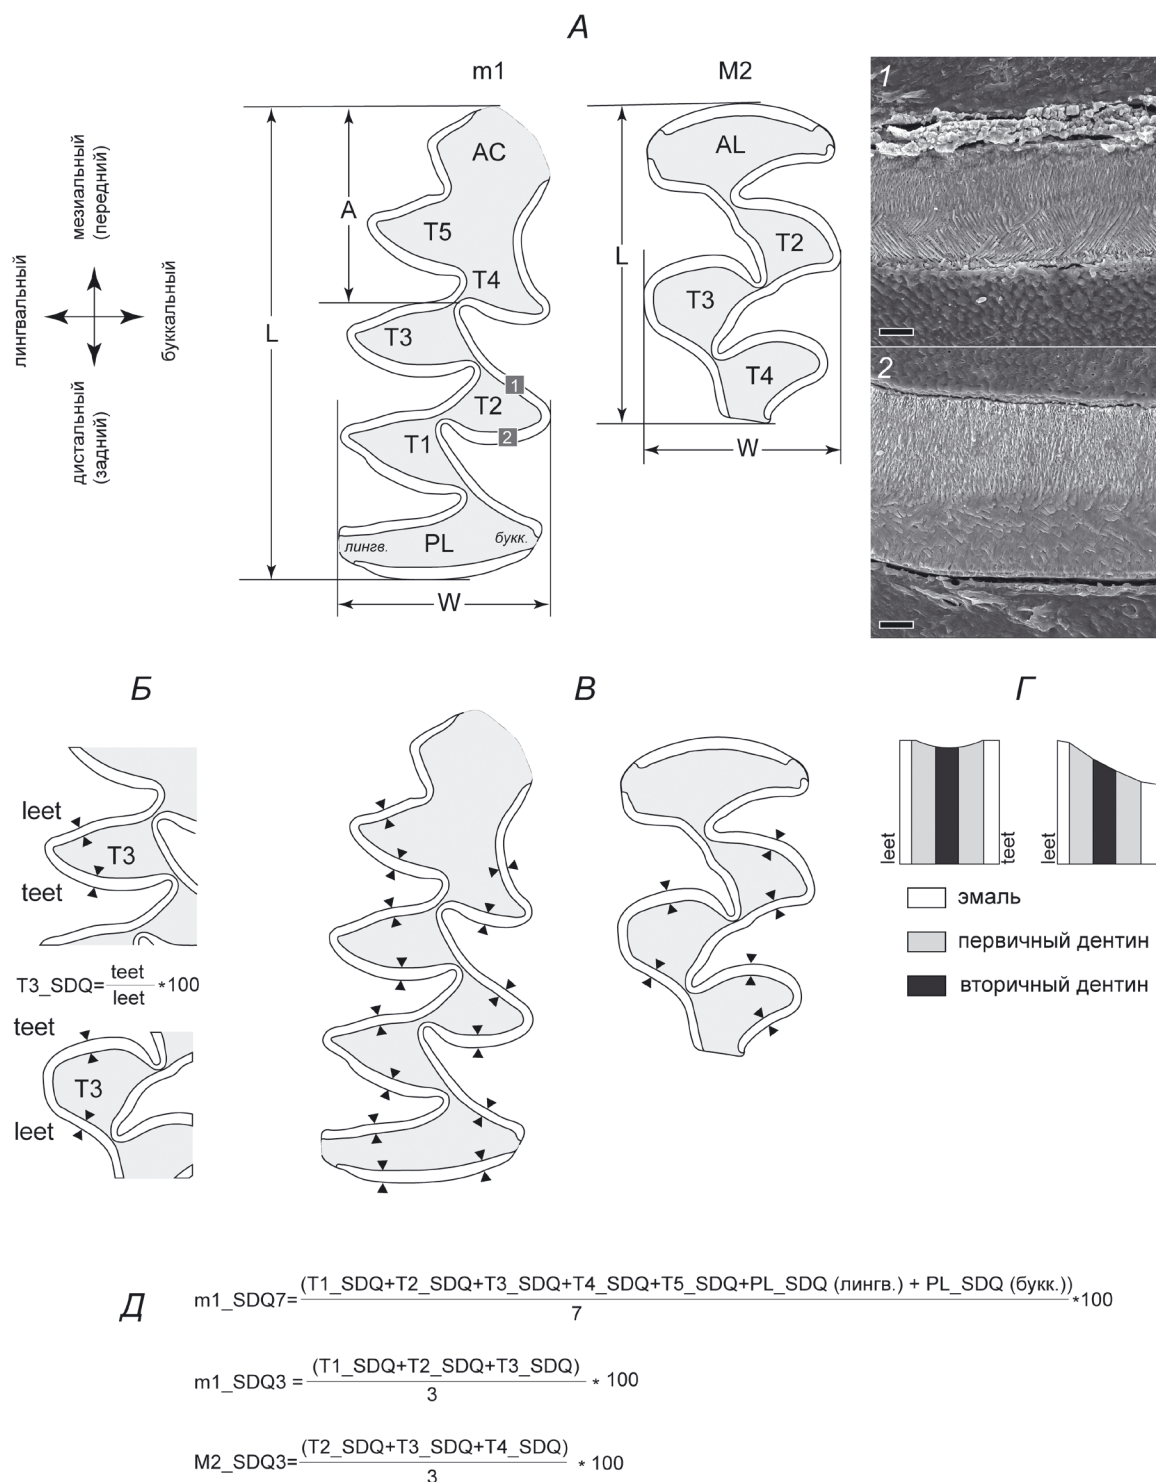 А
m1
M2
1
мезиальный
(передний)
лингвальный
буккальный
дистальный
(задний)
L
A
AC
T5
T4
T3
1
T2
2
T1
лингв.
PL
букк.
W
L
AL
T2
T3
T4
W
2
Б
В
Г
leet
T3
teet
T3_SDQ=teet/leet*100
teet
T3
leet
leet
teet
leet
эмаль
первичный дентин
вторичный дентин
Д
m1_SDQ7=(T1_SDQ+T2_SDQ+T3_SDQ+T4_SDQ+T5_SDQ+PL_SDQ (лингв.) + PL_SDQ (букк.))/7*100
m1_SDQ3 =(T1_SDQ+T2_SDQ+T3_SDQ)/3 * 100
M2_SDQ3=(T2_SDQ+T3_SDQ+T4_SDQ)/3 * 100